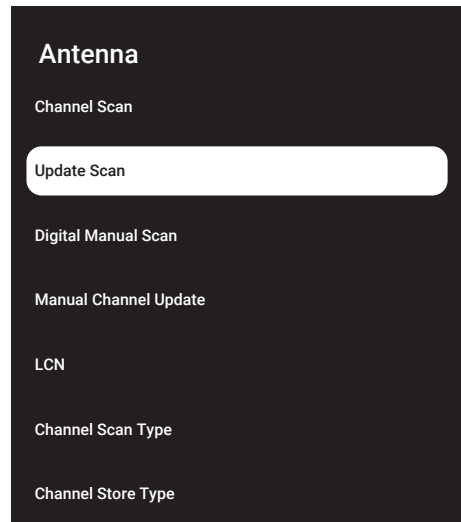 Antenna
Channel Scan
Update Scan
Digital Manual Scan
Manual Channel Update
LCN
Channel Scan Type
Channel Store Type